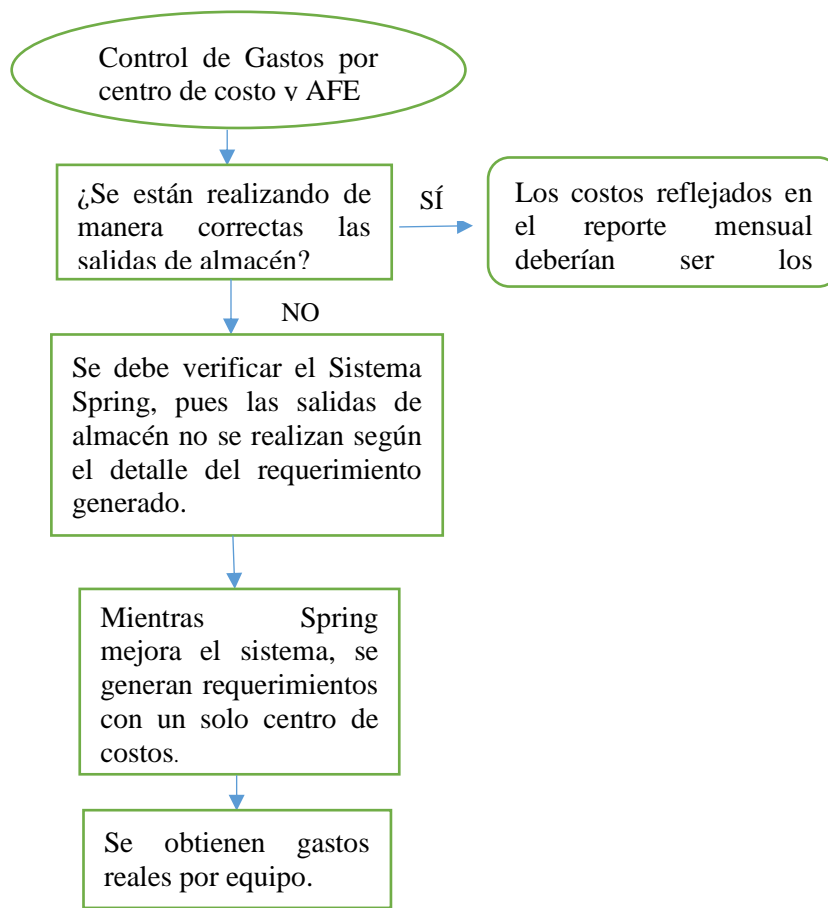 Control de Gastos por
centro de costo y AFE
¿Se están realizando de
manera correctas las
salidas de almacén?
SÍ
Los costos reflejados en
el reporte mensual
deberían ser los
NO
Se debe verificar el Sistema
Spring, pues las salidas de
almacén no se realizan según
el detalle del requerimiento
generado.
Mientras Spring
mejora el sistema, se
generan requerimientos
con un solo centro de
costos.
Se obtienen gastos
reales por equipo.